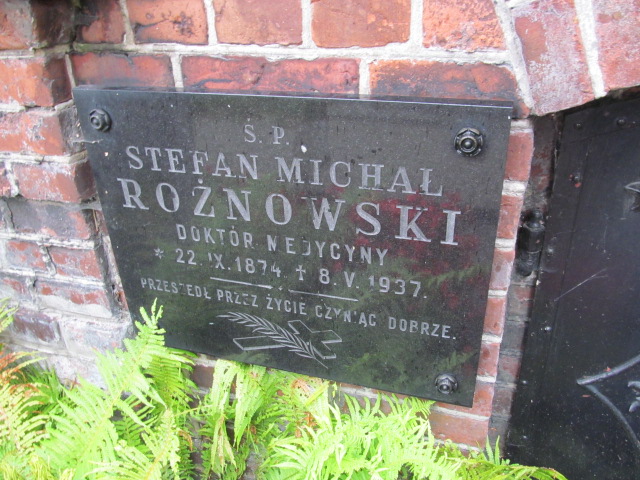 Ś. P.
STEFAN MICHAŁ
ROŻNOWSKI
DOKTÓR MEDYCYNY
* 22. IX. 1874 ✝ 8. V. 1937.
PRZESZEDŁ PRZEZ ŻYCIE CZYNIĄC DOBRZE.